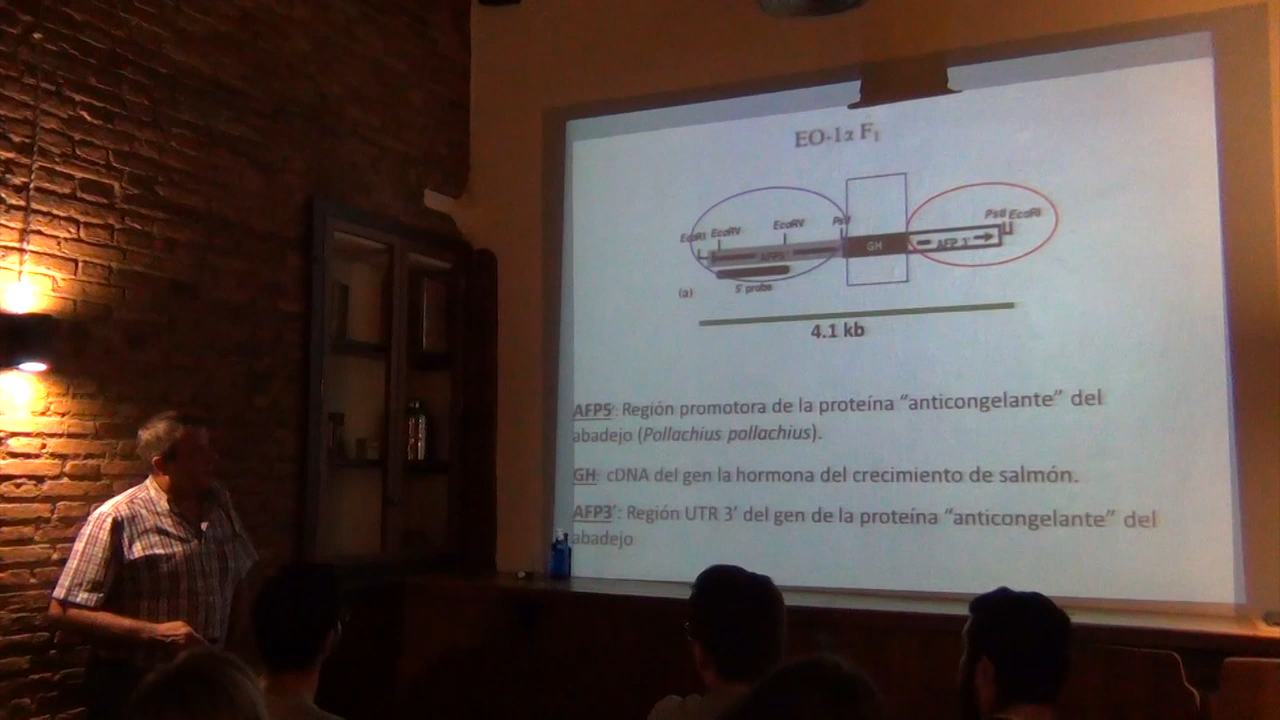 EO-1α F1
EcoRI EcoRV EcoRV PstI PstI EcoRI
AFP5' GH AFP 3'
5' probe
(a)
4.1 kb
AFP5': Región promotora de la proteína “anticongelante” del
abadejo (Pollachius pollachius).
GH: cDNA del gen la hormona del crecimiento de salmón.
AFP3': Región UTR 3' del gen de la proteína “anticongelante” del
abadejo